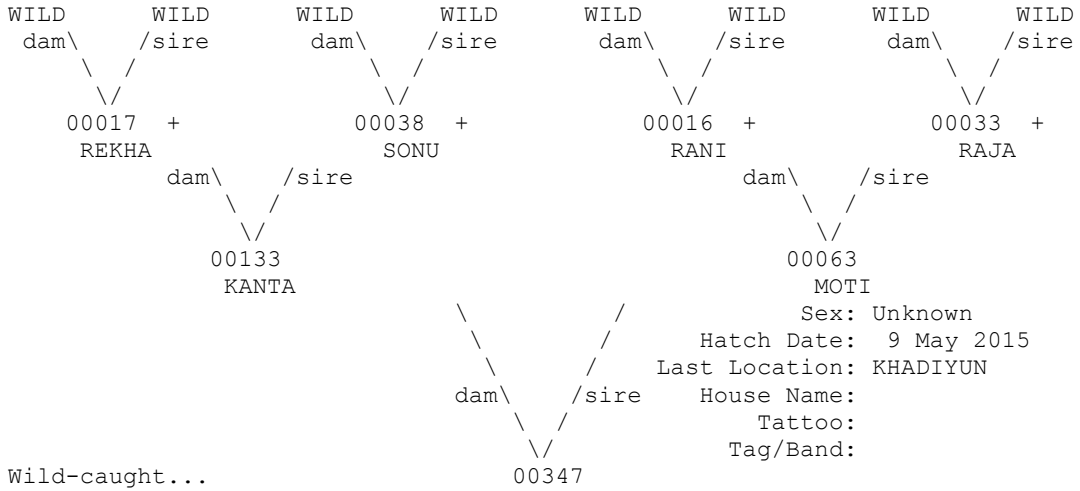 WILD WILD WILD WILD WILD WILD WILD WILD
dam\ /sire dam\ /sire dam\ /sire dam\ /sire
\ / \ / \ / \ /
\/ \/ \/ \/
00017 + 00038 + 00016 + 00033 +
REKHA SONU RANI RAJA
dam\ /sire dam\ /sire
\ / \ /
\/ \/
00133 00063
KANTA MOTI
\ / Sex: Unknown
\ / Hatch Date: 9 May 2015
\ / Last Location: KHADIYUN
dam\ /sire House Name:
\ / Tattoo:
\/ Tag/Band:
Wild-caught... 00347